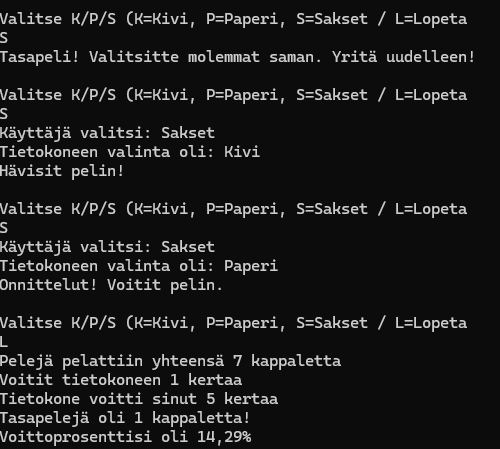 Valitse K/P/S (K=Kivi, P=Paperi, S=Sakset / L=Lopeta
S
Tasapeli! Valitsitte molemmat saman. Yritä uudelleen!
Valitse K/P/S (K=Kivi, P=Paperi, S=Sakset / L=Lopeta
S
Käyttäjä valitsi: Sakset
Tietokoneen valinta oli: Kivi
Hävisit pelin!
Valitse K/P/S (K=Kivi, P=Paperi, S=Sakset / L=Lopeta
S
Käyttäjä valitsi: Sakset
Tietokoneen valinta oli: Paperi
Onnittelut! Voitit pelin.
Valitse K/P/S (K=Kivi, P=Paperi, S=Sakset / L=Lopeta
L
Pelejä pelattiin yhteensä 7 kappaletta
Voitit tietokoneen 1 kertaa
Tietokone voitti sinut 5 kertaa
Tasapelejä oli 1 kappaletta!
Voittoprosenttisi oli 14,29%